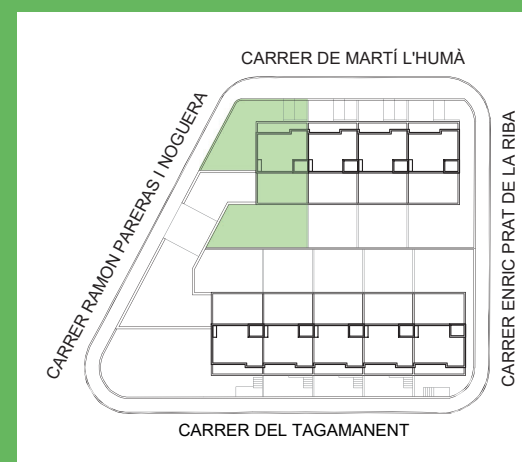 CARRER DE MARTÍ L'HUMÀ
CARRER RAMON PARERAS I NOGUERA
CARRER ENRIC PRAT DE LA RIBA
CARRER DEL TAGAMANENT